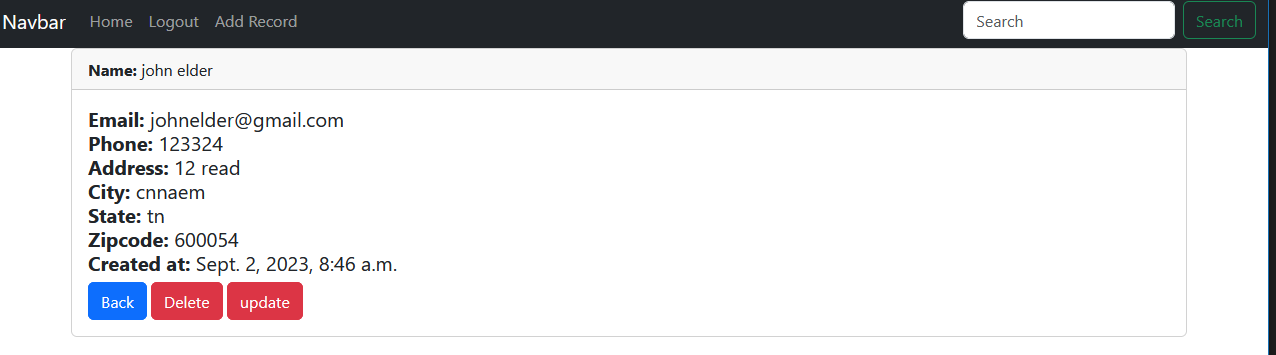 Navbar Home Logout Add Record Search Search
Name: john elder
Email: johnelder@gmail.com
Phone: 123324
Address: 12 read
City: cnnaem
State: tn
Zipcode: 600054
Created at: Sept. 2, 2023, 8:46 a.m.
Back Delete update